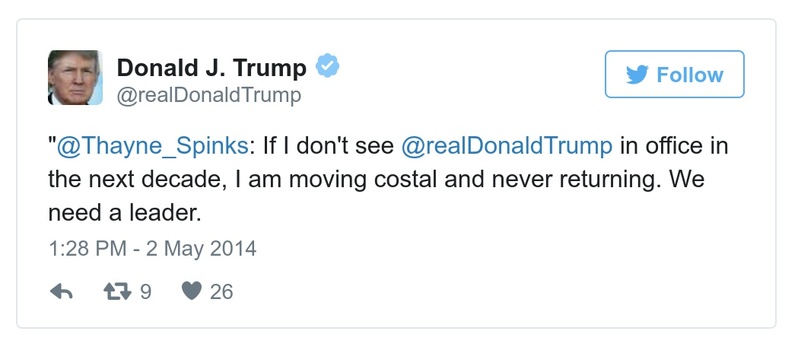 Donald J. Trump
@realDonaldTrump
Follow
"@Thayne_Spinks: If I don't see @realDonaldTrump in office in
the next decade, I am moving costal and never returning. We
need a leader.
1:28 PM - 2 May 2014
9 26